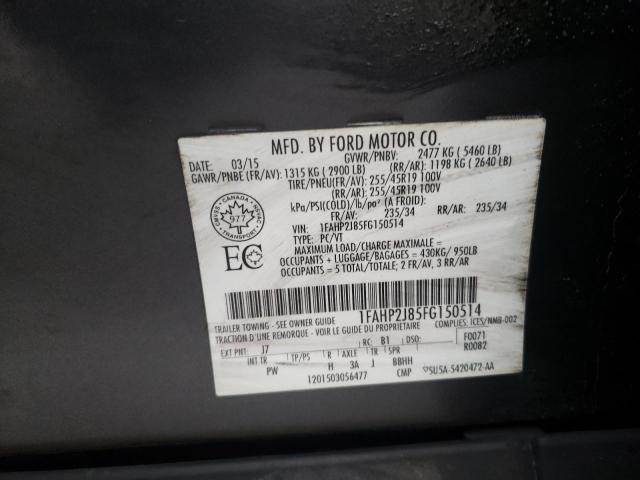 MFD. BY FORD MOTOR CO.
DATE: 03/15 GVWR/PNBV: 2477 KG ( 5460 LB)
GAWR/PNBE (FR/AV): 1315 KG ( 2900 LB) (RR/AR): 1198 KG ( 2640 LB)
TIRE/PNEU(FR/AV): 255/45R19 100V
(RR/AR): 255/45R19 100V
kPa/PSI(COLD)/lb/po² (A FROID):
FR/AV: 235/34 RR/AR: 235/34
VIN: 1FAHP2J85FG150514
TYPE: PC/VT
MAXIMUM LOAD/CHARGE MAXIMALE =
OCCUPANTS + LUGGAGE/BAGAGES = 430KG/ 950LB
OCCUPANTS = 5 TOTAL/TOTALE; 2 FR/AV, 3 RR/AR
CANADA
977
TRANSPORT
EC
1FAHP2J85FG150514
TRAILER TOWING - SEE OWNER GUIDE
TRACTION D'UNE REMORQUE - VOIR LE GUIDE DU PROPRIETAIRE
COMPLIES: ICES/NMB-002
EXT PNT: J7 RC: B1 DSO: F0071
INT TR TP/PS R AXLE TR SPR R0082
PW H 3A J BBHH
1201503056477 CMP SU5A-5420472-AA